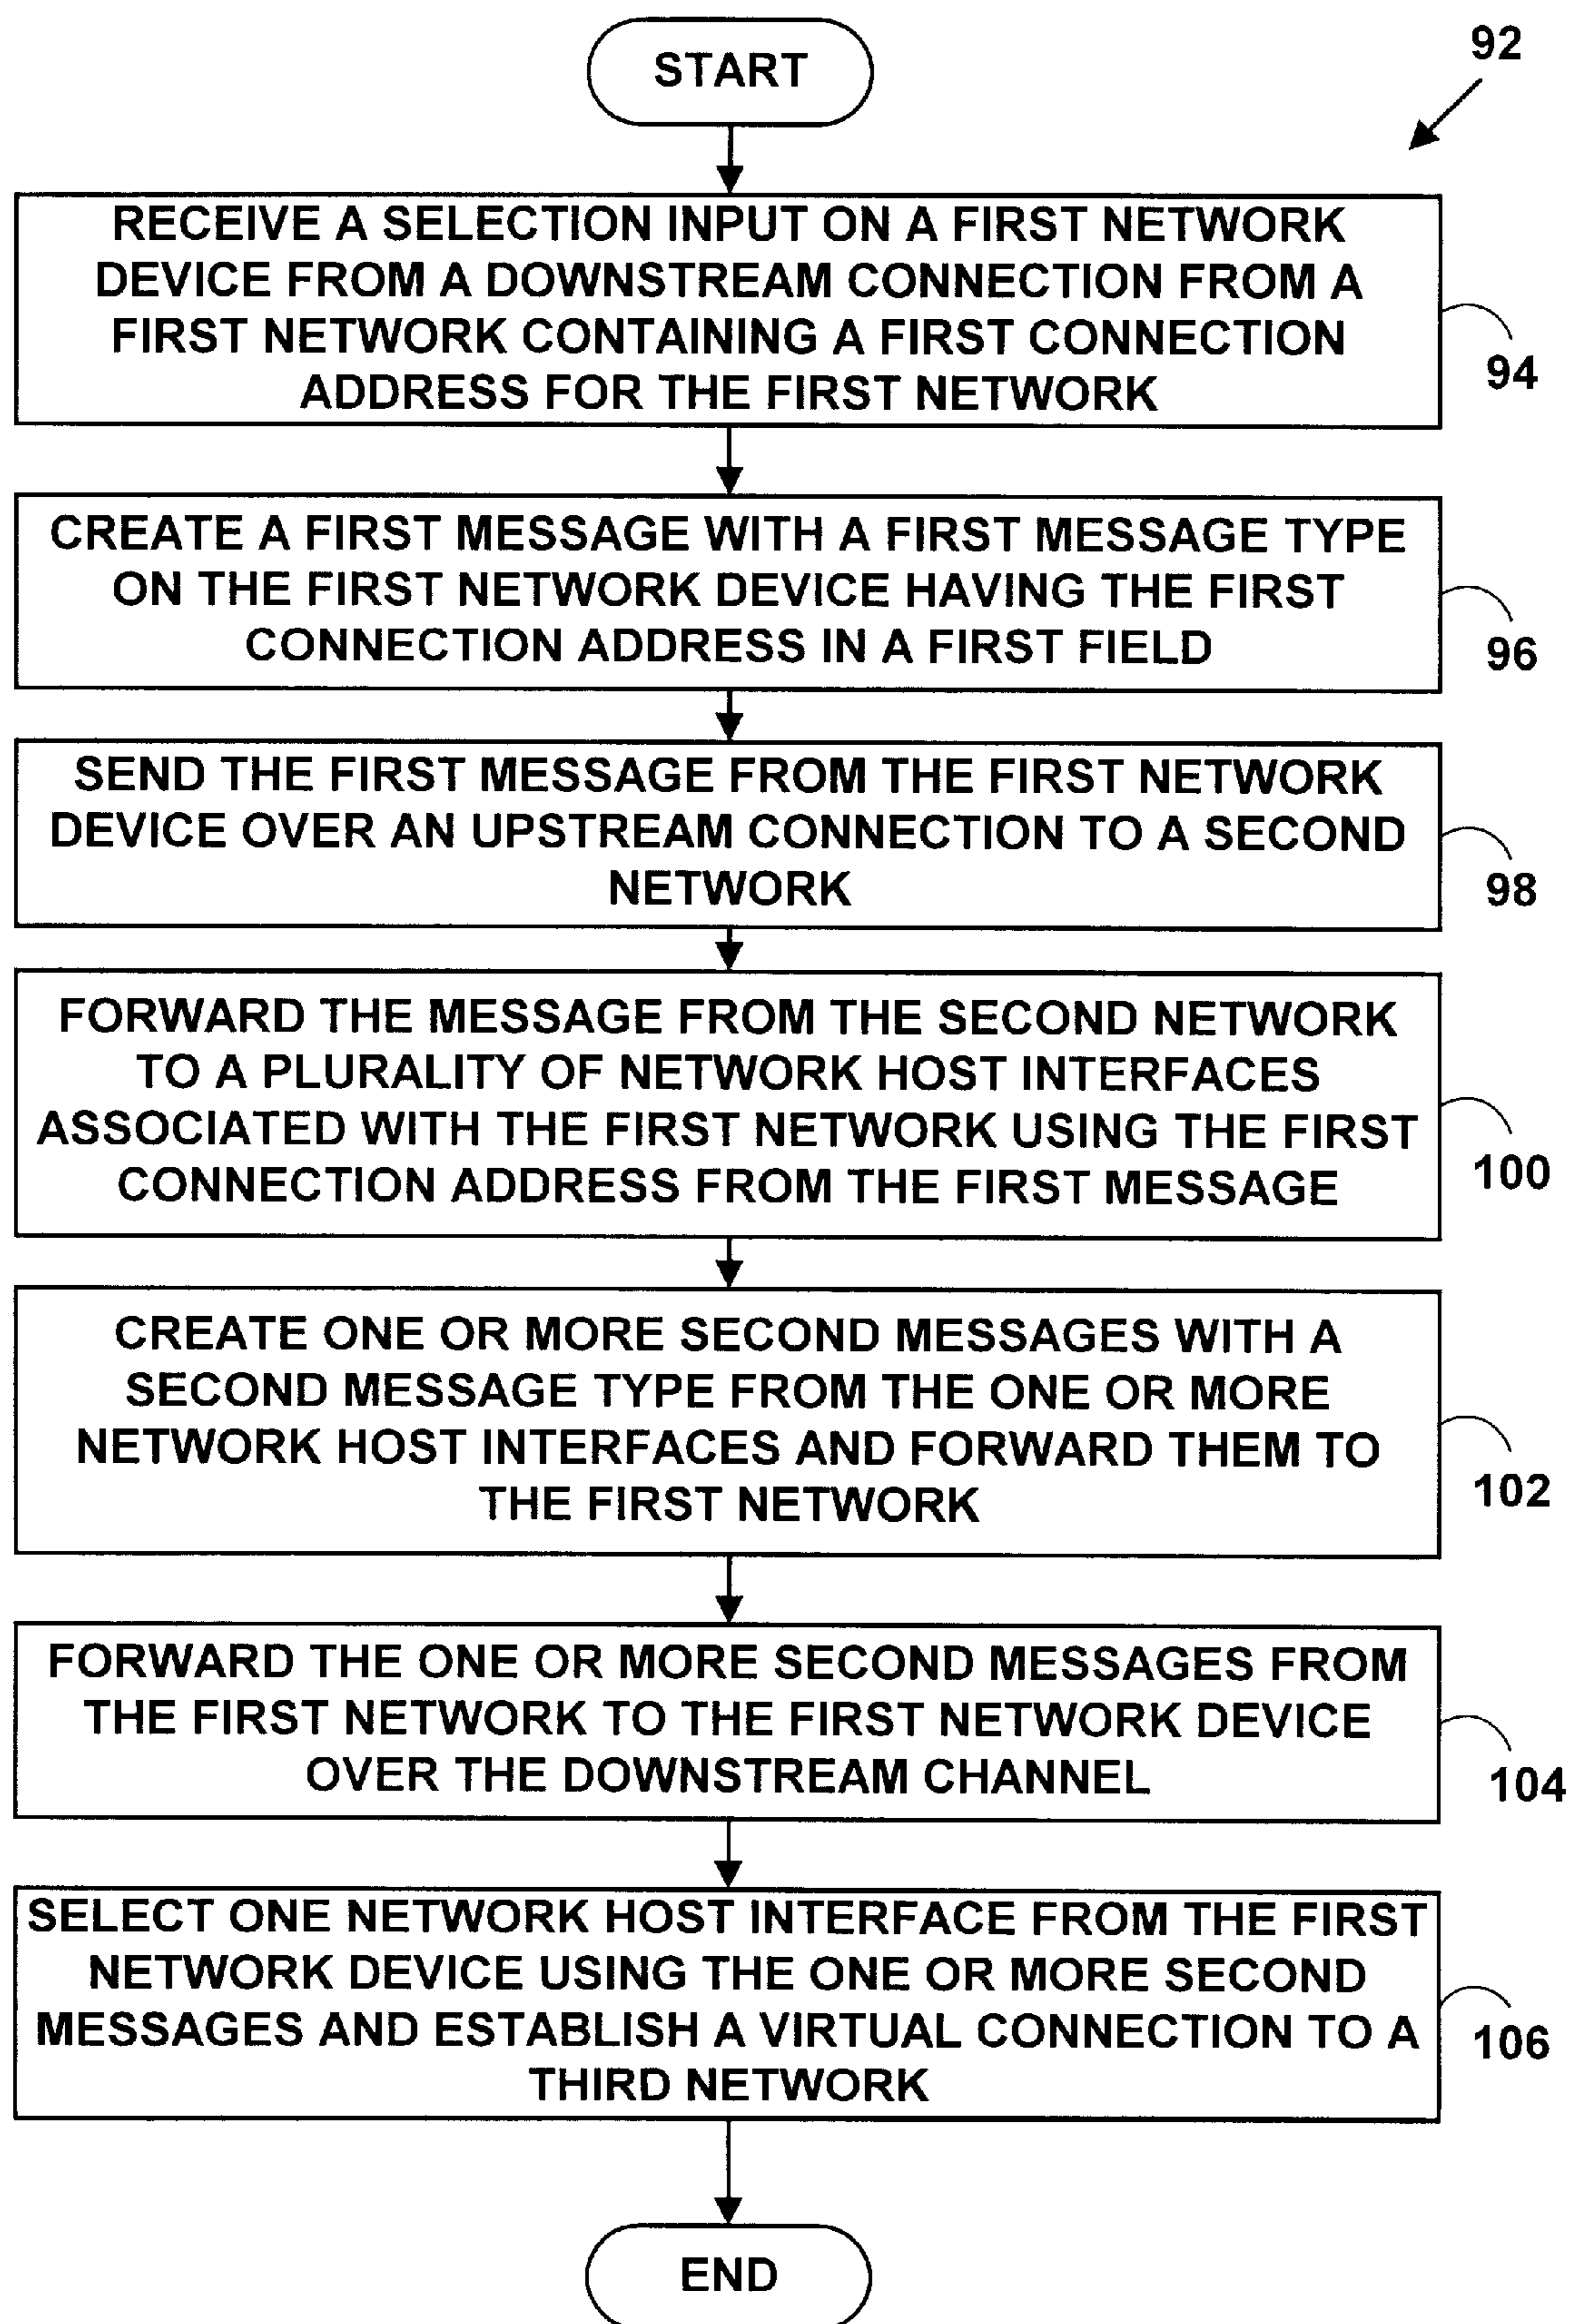 START
92
RECEIVE A SELECTION INPUT ON A FIRST NETWORK
DEVICE FROM A DOWNSTREAM CONNECTION FROM A
FIRST NETWORK CONTAINING A FIRST CONNECTION
ADDRESS FOR THE FIRST NETWORK
94
CREATE A FIRST MESSAGE WITH A FIRST MESSAGE TYPE
ON THE FIRST NETWORK DEVICE HAVING THE FIRST
CONNECTION ADDRESS IN A FIRST FIELD
96
SEND THE FIRST MESSAGE FROM THE FIRST NETWORK
DEVICE OVER AN UPSTREAM CONNECTION TO A SECOND
NETWORK
98
FORWARD THE MESSAGE FROM THE SECOND NETWORK
TO A PLURALITY OF NETWORK HOST INTERFACES
ASSOCIATED WITH THE FIRST NETWORK USING THE FIRST
CONNECTION ADDRESS FROM THE FIRST MESSAGE
100
CREATE ONE OR MORE SECOND MESSAGES WITH A
SECOND MESSAGE TYPE FROM THE ONE OR MORE
NETWORK HOST INTERFACES AND FORWARD THEM TO
THE FIRST NETWORK
102
FORWARD THE ONE OR MORE SECOND MESSAGES FROM
THE FIRST NETWORK TO THE FIRST NETWORK DEVICE
OVER THE DOWNSTREAM CHANNEL
104
SELECT ONE NETWORK HOST INTERFACE FROM THE FIRST
NETWORK DEVICE USING THE ONE OR MORE SECOND
MESSAGES AND ESTABLISH A VIRTUAL CONNECTION TO A
THIRD NETWORK
106
END